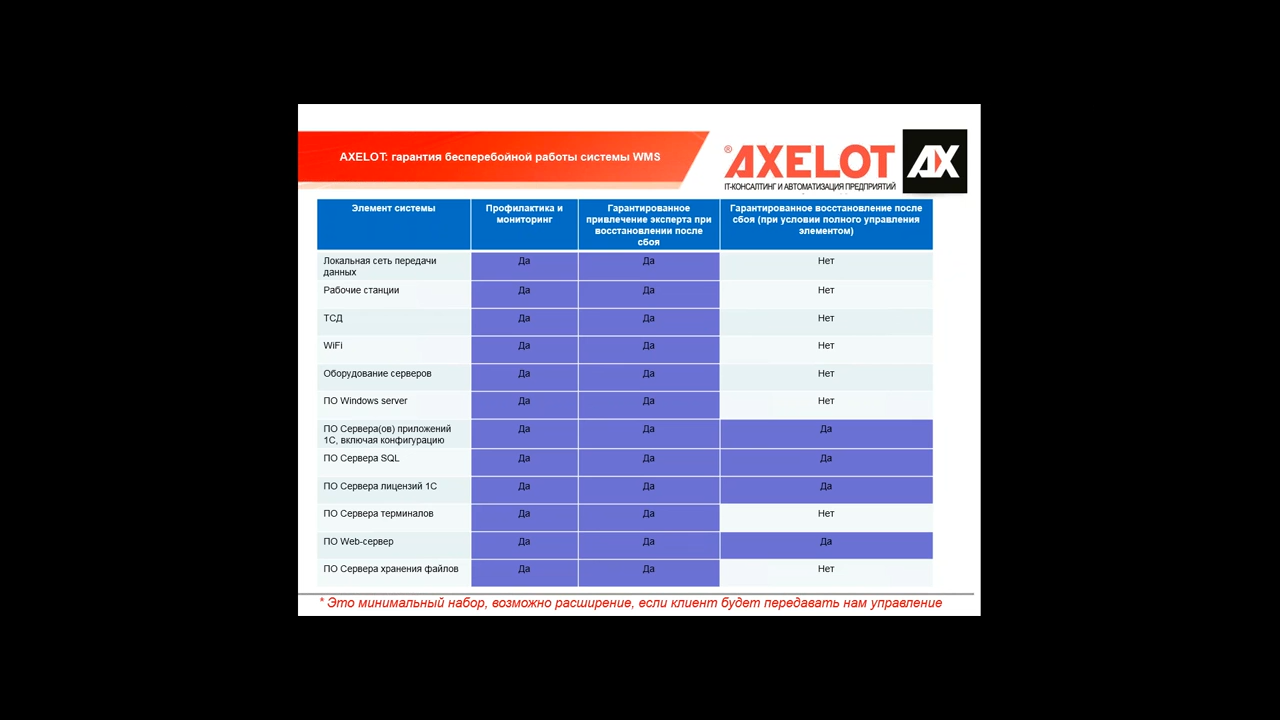 AXELOT: гарантия бесперебойной работы системы WMS
® AXELOT AX
IT-КОНСАЛТИНГ И АВТОМАТИЗАЦИЯ ПРЕДПРИЯТИЙ
Элемент системы
Профилактика и
мониторинг
Гарантированное
привлечение эксперта при
восстановлении после
сбоя
Гарантированное восстановление после
сбоя (при условии полного управления
элементом)
Локальная сеть передачи
данных
Да Да Нет
Рабочие станции Да Да Нет
ТСД Да Да Нет
WiFi Да Да Нет
Оборудование серверов Да Да Нет
ПО Windows server Да Да Нет
ПО Сервера(ов) приложений
1С, включая конфигурацию
Да Да Да
ПО Сервера SQL Да Да Да
ПО Сервера лицензий 1С Да Да Да
ПО Сервера терминалов Да Да Нет
ПО Web-сервер Да Да Да
ПО Сервера хранения файлов Да Да Нет
* Это минимальный набор, возможно расширение, если клиент будет передавать нам управление